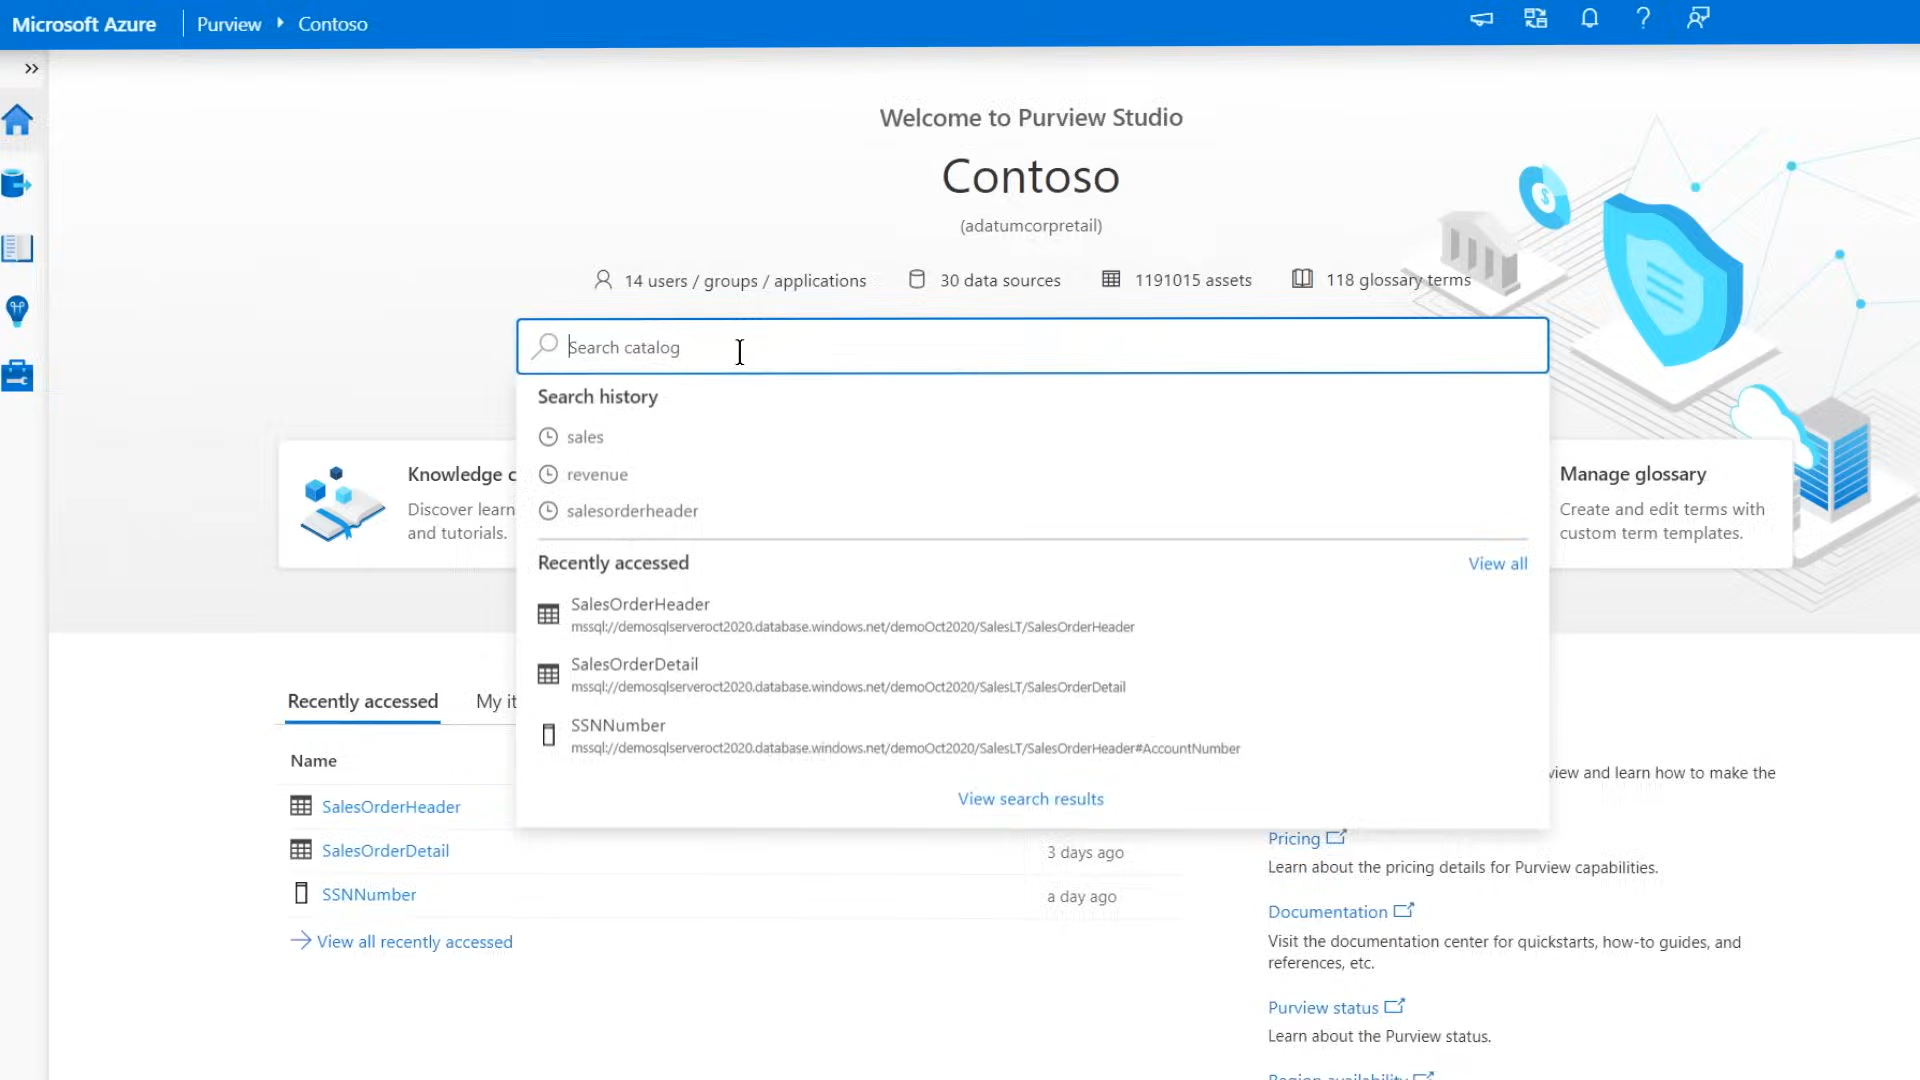 Microsoft Azure
Purview
Contoso
Welcome to Purview Studio
Contoso
(adatumcorpretail)
14 users / groups / applications
30 data sources
1191015 assets
118 glossary terms
Search catalog
Search history
sales
revenue
salesorderheader
Recently accessed
View all
SalesOrderHeader
mssql://demosqlserveroct2020.database.windows.net/demoOct2020/SalesLT/SalesOrderHeader
SalesOrderDetail
mssql://demosqlserveroct2020.database.windows.net/demoOct2020/SalesLT/SalesOrderDetail
SSNNumber
mssql://demosqlserveroct2020.database.windows.net/demoOct2020/SalesLT/SalesOrderHeader#AccountNumber
View search results
Knowledge c
Discover learn
and tutorials.
Manage glossary
Create and edit terms with
custom term templates.
Recently accessed
My it
Name
SalesOrderHeader
SalesOrderDetail
3 days ago
SSNNumber
a day ago
View all recently accessed
view and learn how to make the
Pricing
Learn about the pricing details for Purview capabilities.
Documentation
Visit the documentation center for quickstarts, how-to guides, and
references, etc.
Purview status
Learn about the Purview status.
Region availability